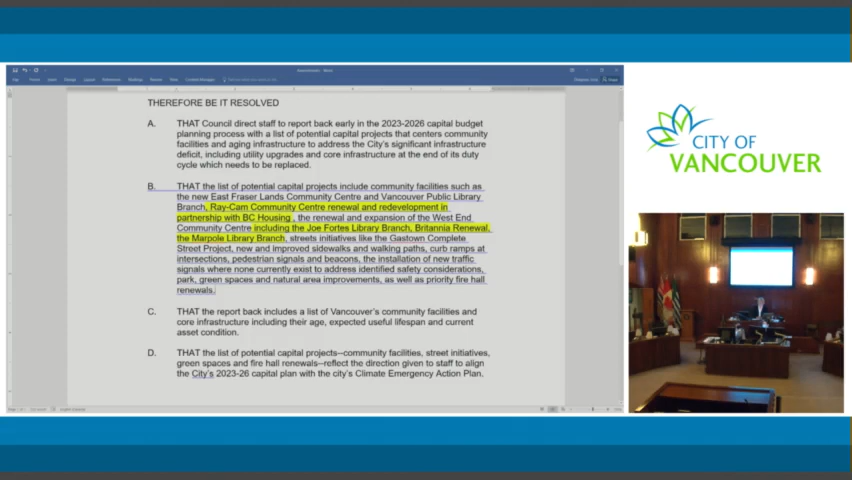 THEREFORE BE IT RESOLVED
A. THAT Council direct staff to report back early in the 2023-2026 capital budget
planning process with a list of potential capital projects that centers community
facilities and aging infrastructure to address the City's significant infrastructure
deficit, including utility upgrades and core infrastructure at the end of its duty
cycle which needs to be replaced.
B. THAT the list of potential capital projects include community facilities such as
the new East Fraser Lands Community Centre and Vancouver Public Library
Branch, Ray-Cam Community Centre renewal and redevelopment in
partnership with BC Housing , the renewal and expansion of the West End
Community Centre including the Joe Fortes Library Branch, Britannia Renewal,
the Marpole Library Branch, streets initiatives like the Gastown Complete
Street Project, new and improved sidewalks and walking paths, curb ramps at
intersections, pedestrian signals and beacons, the installation of new traffic
signals where none currently exist to address identified safety considerations,
park, green spaces and natural area improvements, as well as priority fire hall
renewals.
C. THAT the report back includes a list of Vancouver's community facilities and
core infrastructure including their age, expected useful lifespan and current
asset condition.
D. THAT the list of potential capital projects--community facilities, street initiatives,
green spaces and fire hall renewals--reflect the direction given to staff to align
the City's 2023-26 capital plan with the city's Climate Emergency Action Plan.
CITY OF
VANCOUVER